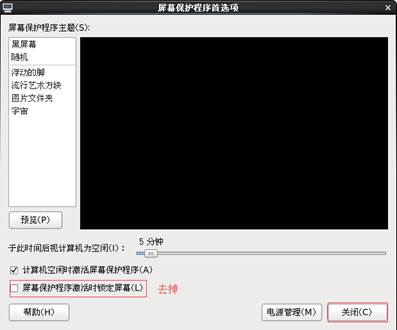 屏幕保护程序首选项
屏幕保护程序主题(S):
黑屏幕
随机
浮动的脚
流行艺术方块
图片文件夹
宇宙
预览(P)
于此时间后视计算机为空闲(I):
5 分钟
计算机空闲时激活屏幕保护程序(A)
屏幕保护程序激活时锁定屏幕(L) 去掉
帮助(H) 电源管理(M) 关闭(C)